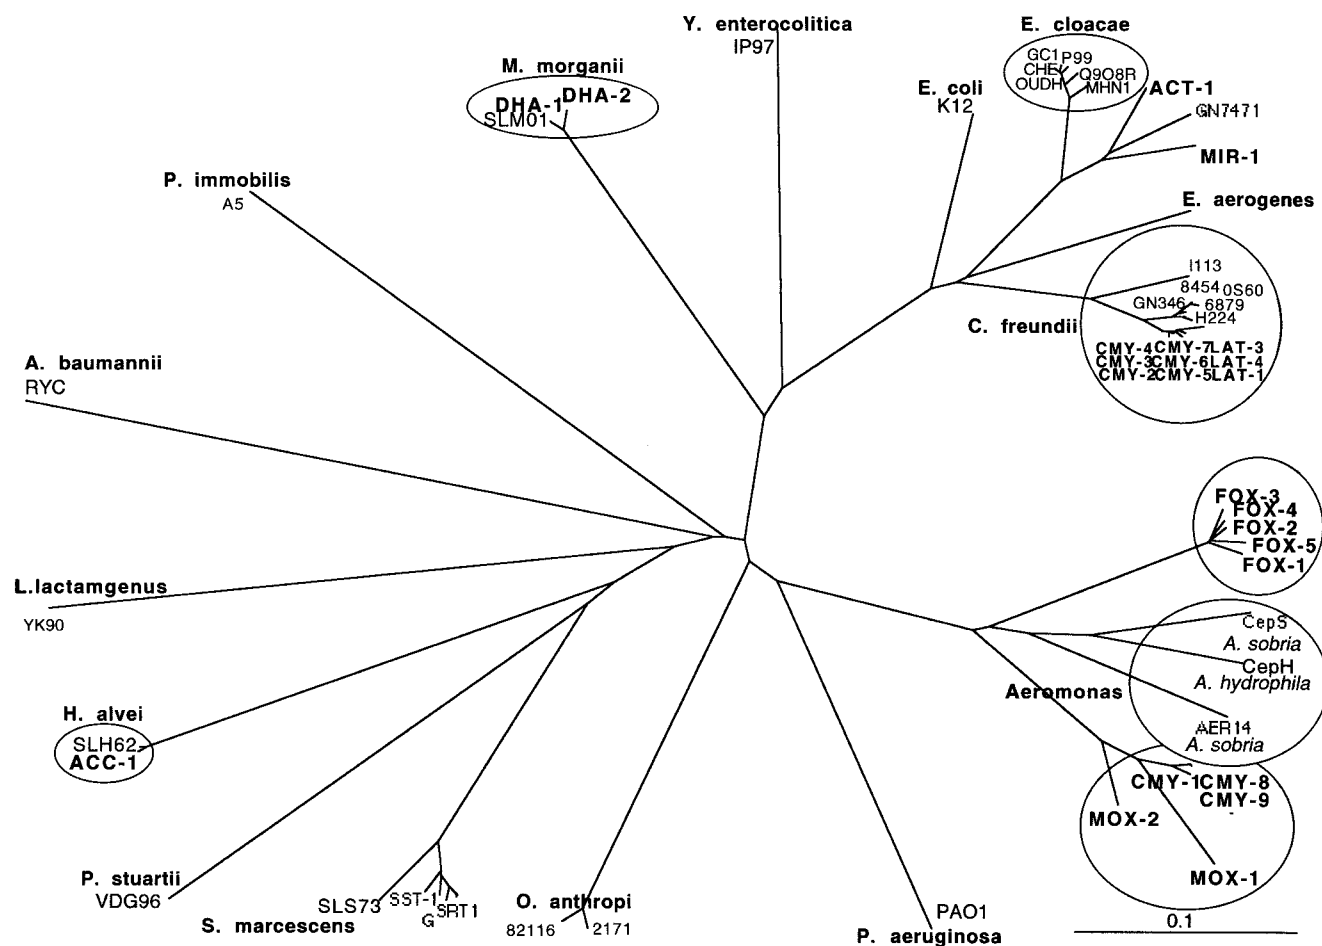 Y. enterocolitica
IP97
E. cloacae
GC1 P99
CHE Q908R
OUDH MHN1
M. morganii
DHA-1 DHA-2
SLM01
E. coli
K12
ACT-1
GN7471
MIR-1
P. immobilis
A5
E. aerogenes
I113
8454 0S60
GN346 6879
H224
C. freundii
CMY-4 CMY-7 LAT-3
CMY-3 CMY-6 LAT-4
CMY-2 CMY-5 LAT-1
A. baumannii
RYC
FOX-3
FOX-4
FOX-2
FOX-5
FOX-1
L.lactamgenus
YK90
CepS
A. sobria
CepH
A. hydrophila
Aeromonas
AER14
A. sobria
H. alvei
SLH62
ACC-1
CMY-1 CMY-8
CMY-9
MOX-2
MOX-1
P. stuartii
VDG96
SLS73 SST-1 G SRT1
S. marcescens
O. anthropi
82116 2171
PAO1
P. aeruginosa
0.1